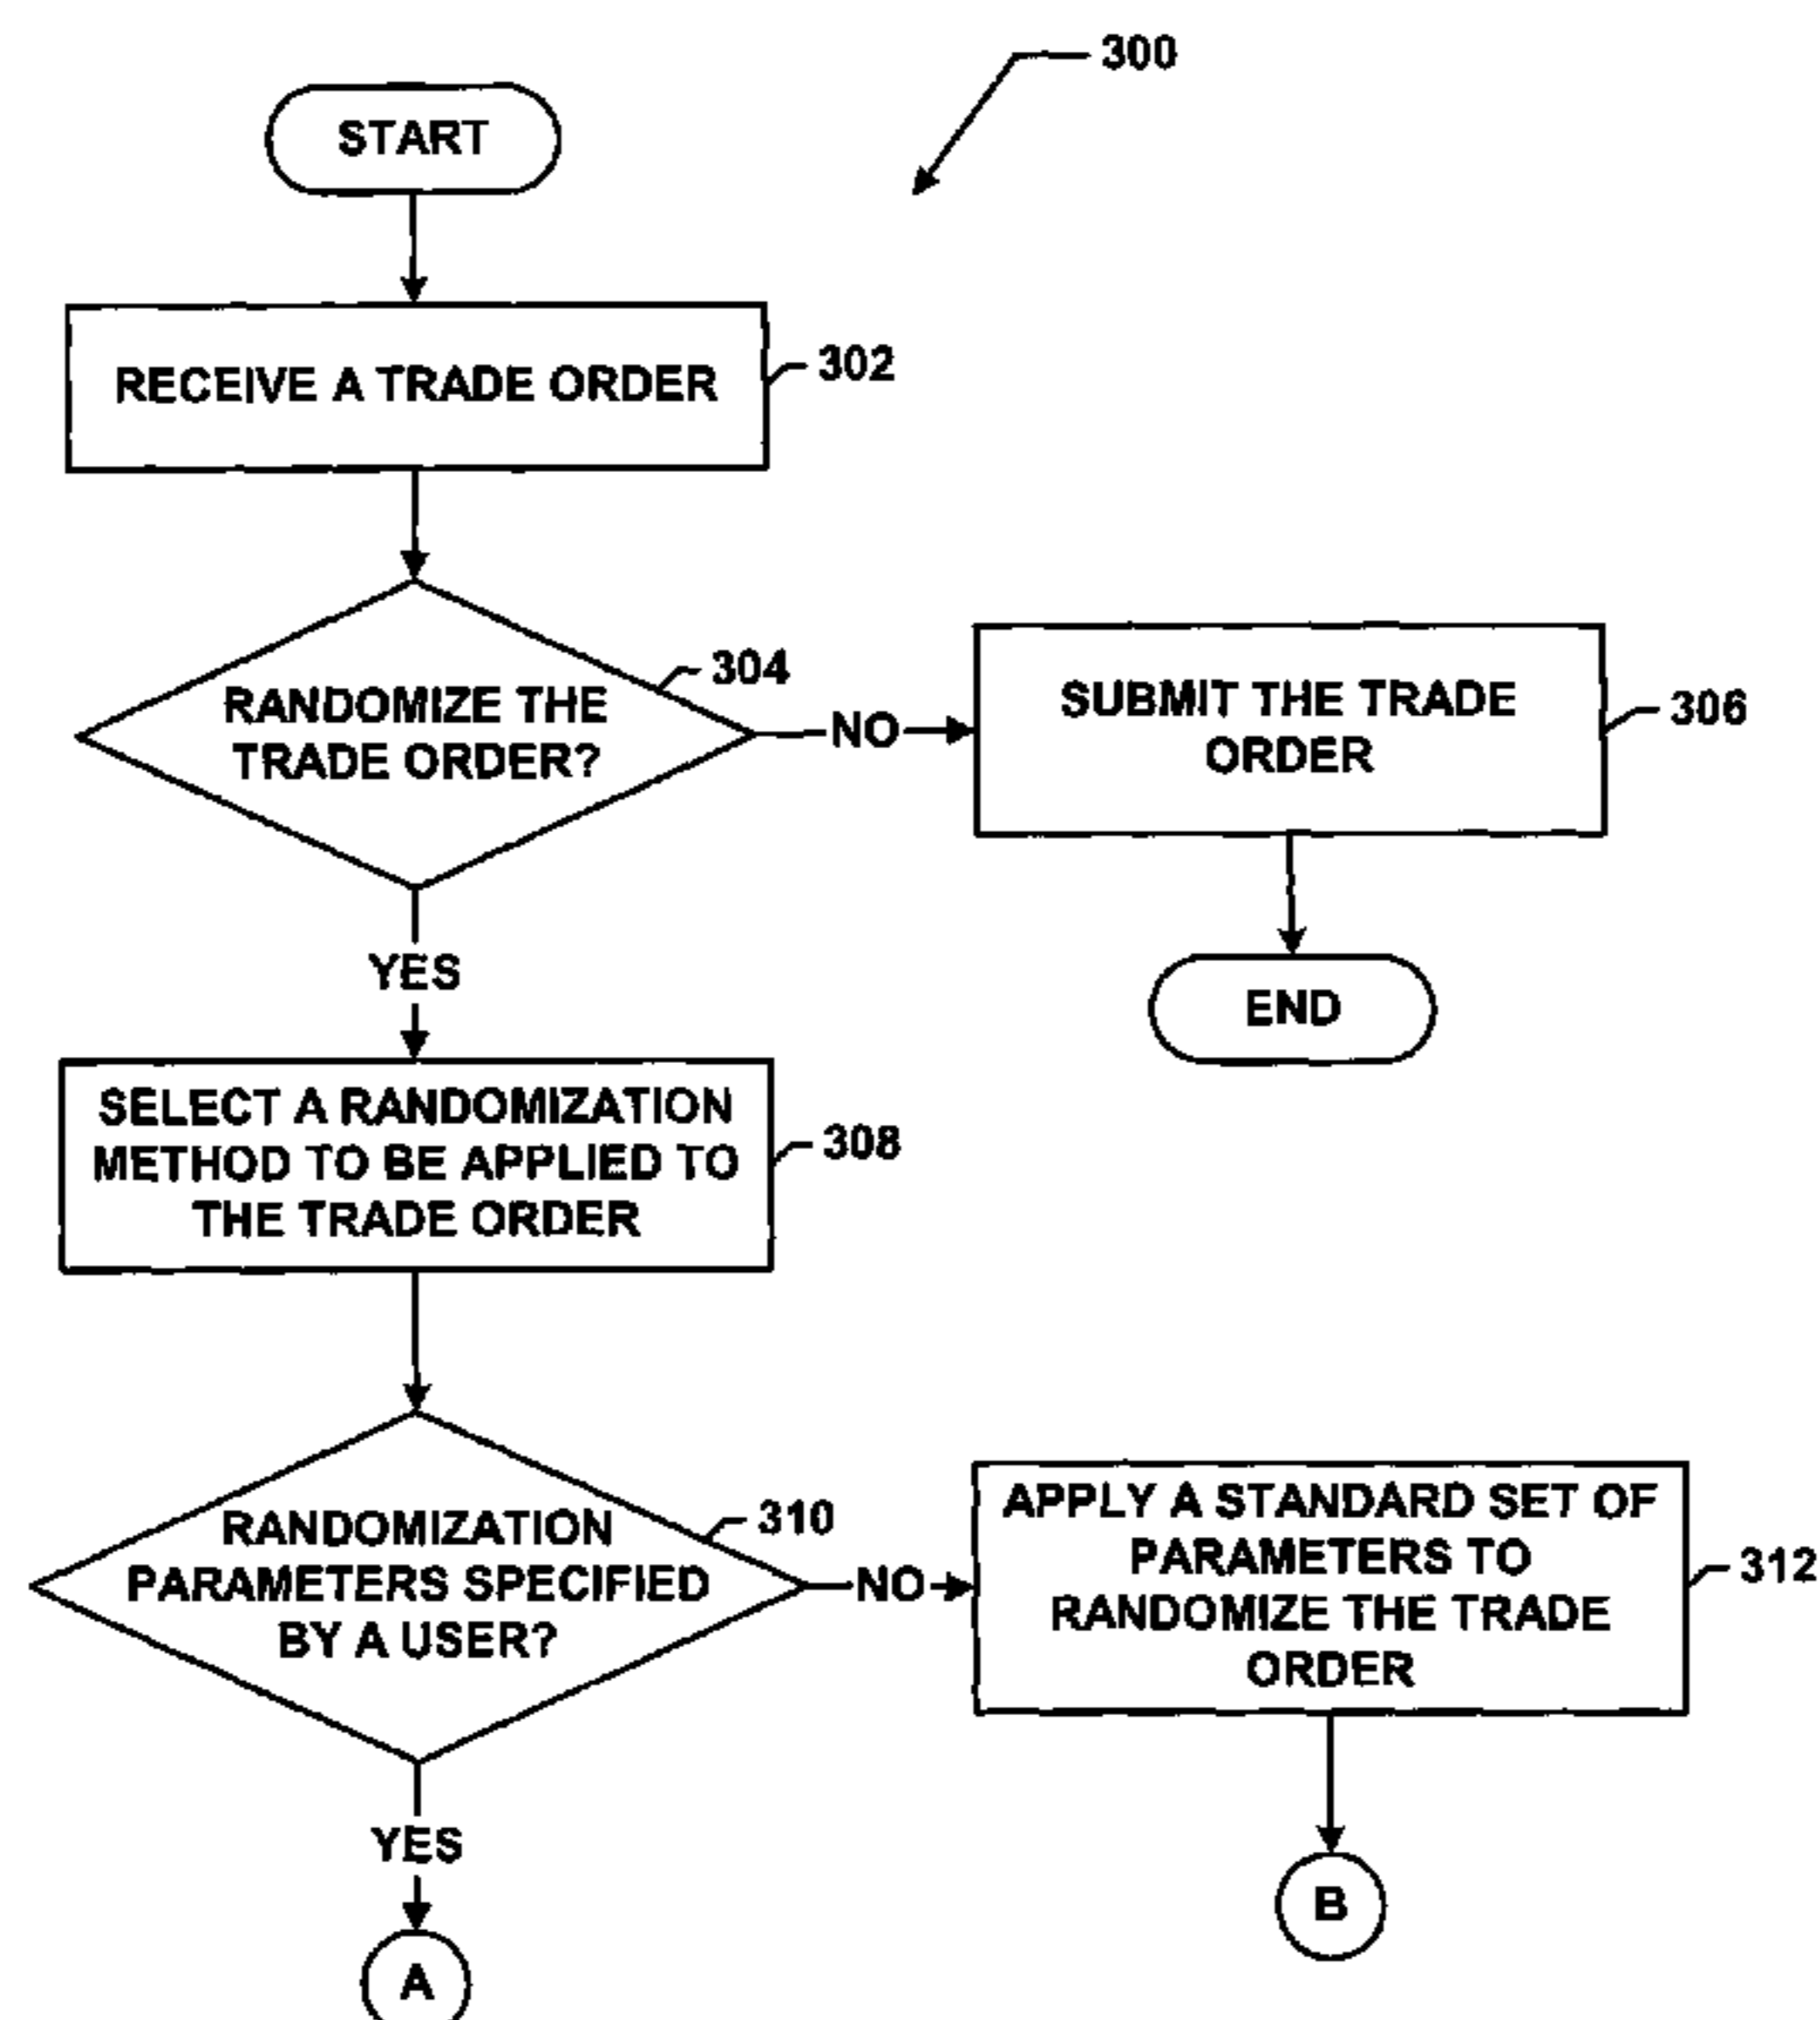 300
START
RECEIVE A TRADE ORDER
302
RANDOMIZE THE
TRADE ORDER?
304
NO
SUBMIT THE TRADE
ORDER
306
YES
END
SELECT A RANDOMIZATION
METHOD TO BE APPLIED TO
THE TRADE ORDER
308
RANDOMIZATION
PARAMETERS SPECIFIED
BY A USER?
310
NO
APPLY A STANDARD SET OF
PARAMETERS TO
RANDOMIZE THE TRADE
ORDER
312
YES
B
A